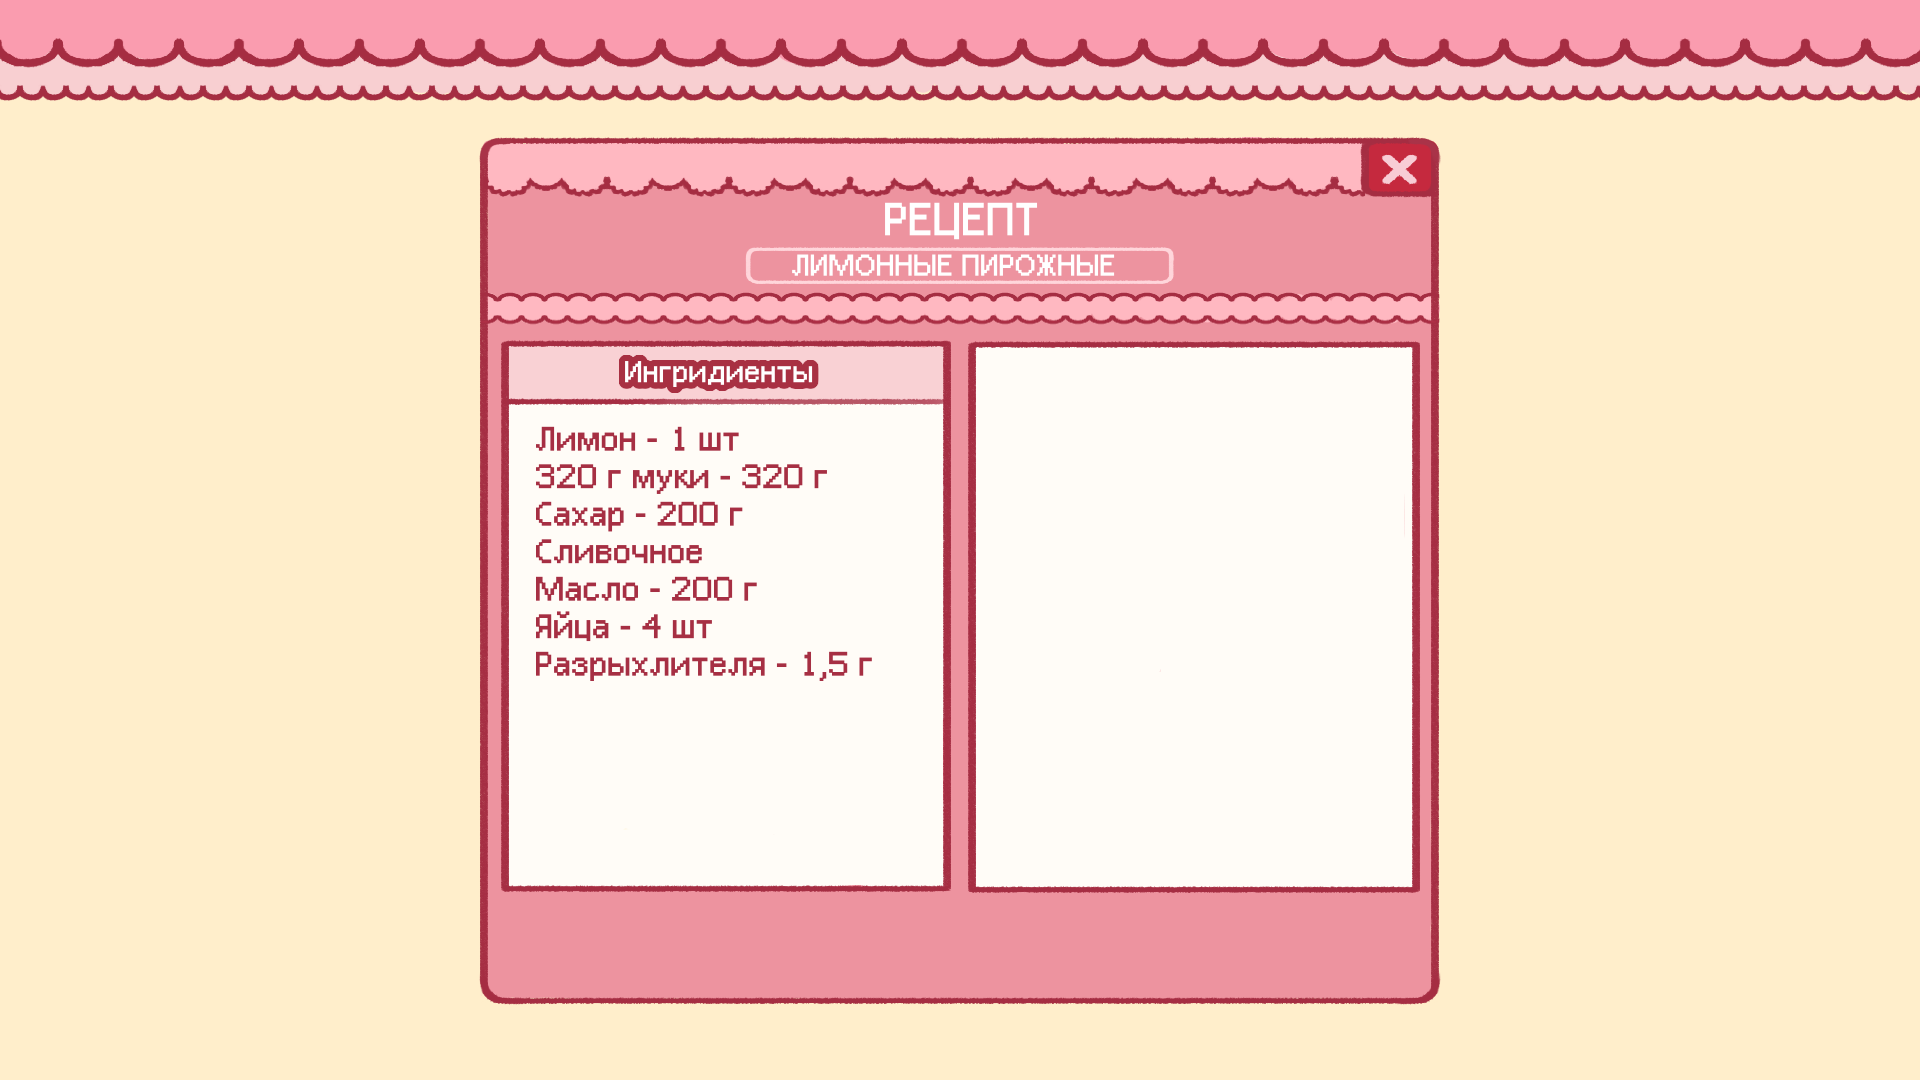 РЕЦЕПТ
ЛИМОННЫЕ ПИРОЖНЫЕ
Ингридиенты
Лимон - 1 шт
320 г муки - 320 г
Сахар - 200 г
Сливочное
Масло - 200 г
Яйца - 4 шт
Разрыхлителя - 1,5 г